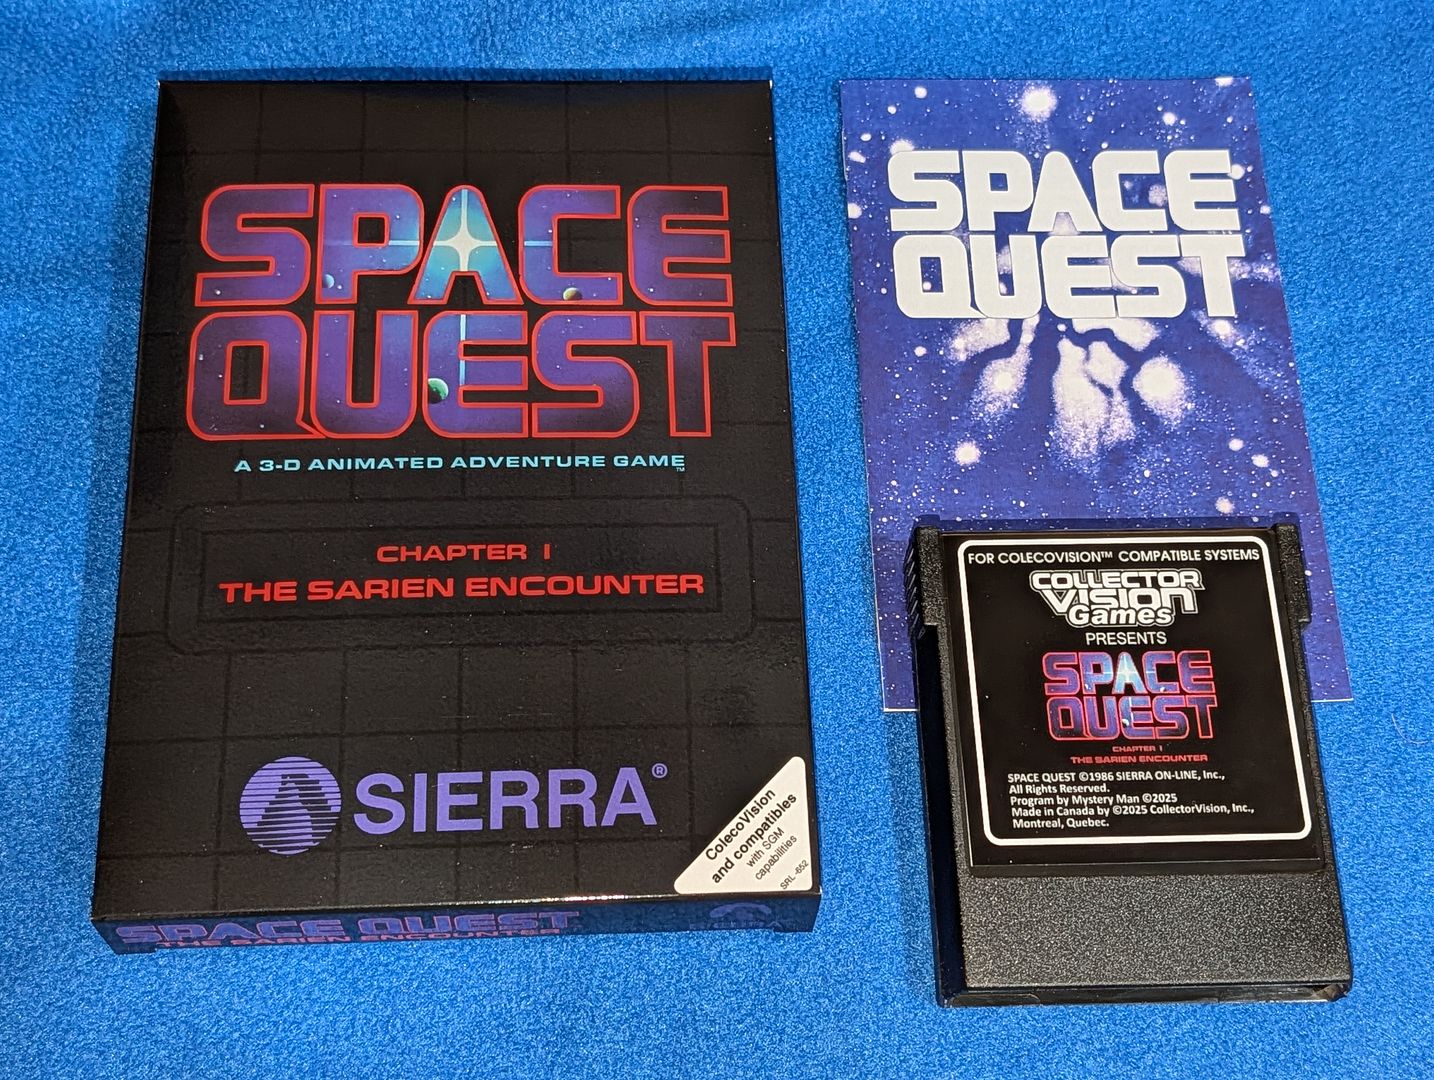 SPACE
QUEST
A 3-D ANIMATED ADVENTURE GAME™
CHAPTER I
THE SARIEN ENCOUNTER
SIERRA®
ColecoVision
and compatibles
with SGM
capabilities
SRL-652
SPACE QUEST
THE SARIEN ENCOUNTER
SPACE
QUEST
FOR COLECOVISION™ COMPATIBLE SYSTEMS
COLLECTOR
VISION
Games
PRESENTS
SPACE
QUEST
CHAPTER I
THE SARIEN ENCOUNTER
SPACE QUEST ©1986 SIERRA ON-LINE, Inc.,
All Rights Reserved.
Program by Mystery Man ©2025
Made in Canada by ©2025 CollectorVision, Inc.,
Montreal, Quebec.